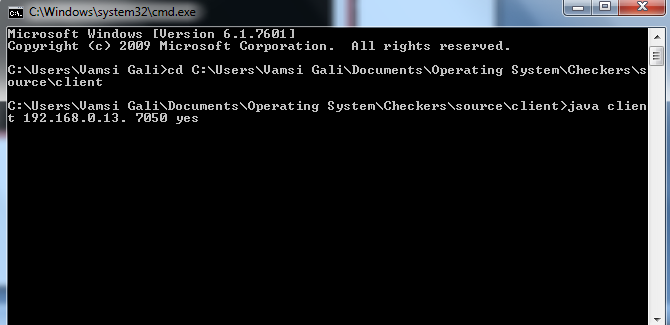 C:\Windows\system32\cmd.exe
Microsoft Windows [Version 6.1.7601]
Copyright (c) 2009 Microsoft Corporation.  All rights reserved.
C:\Users\Vamsi Gali>cd C:\Users\Vamsi Gali\Documents\Operating System\Checkers\s
ource\client
C:\Users\Vamsi Gali\Documents\Operating System\Checkers\source\client>java clien
t 192.168.0.13. 7050 yes